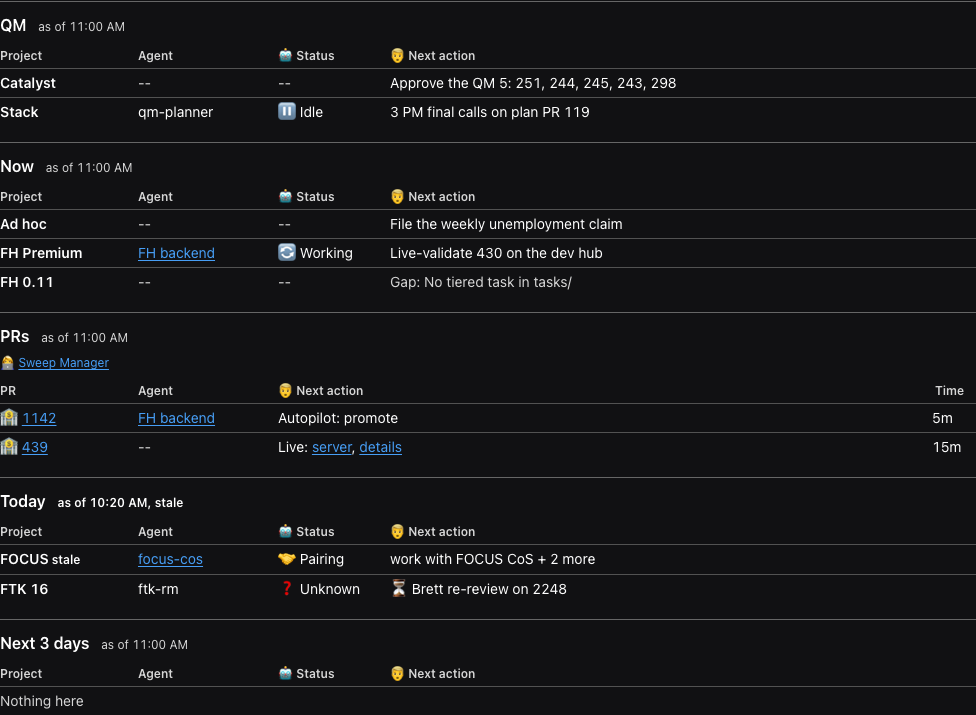 QM as of 11:00 AM
Project Agent Status Next action
Catalyst -- -- Approve the QM 5: 251, 244, 245, 243, 298
Stack qm-planner Idle 3 PM final calls on plan PR 119
Now as of 11:00 AM
Project Agent Status Next action
Ad hoc -- -- File the weekly unemployment claim
FH Premium FH backend Working Live-validate 430 on the dev hub
FH 0.11 -- -- Gap: No tiered task in tasks/
PRs as of 11:00 AM
Sweep Manager
PR Agent Next action Time
1142 FH backend Autopilot: promote 5m
439 -- Live: server, details 15m
Today as of 10:20 AM, stale
Project Agent Status Next action
FOCUS stale focus-cos Pairing work with FOCUS CoS + 2 more
FTK 16 ftk-rm Unknown Brett re-review on 2248
Next 3 days as of 11:00 AM
Project Agent Status Next action
Nothing here